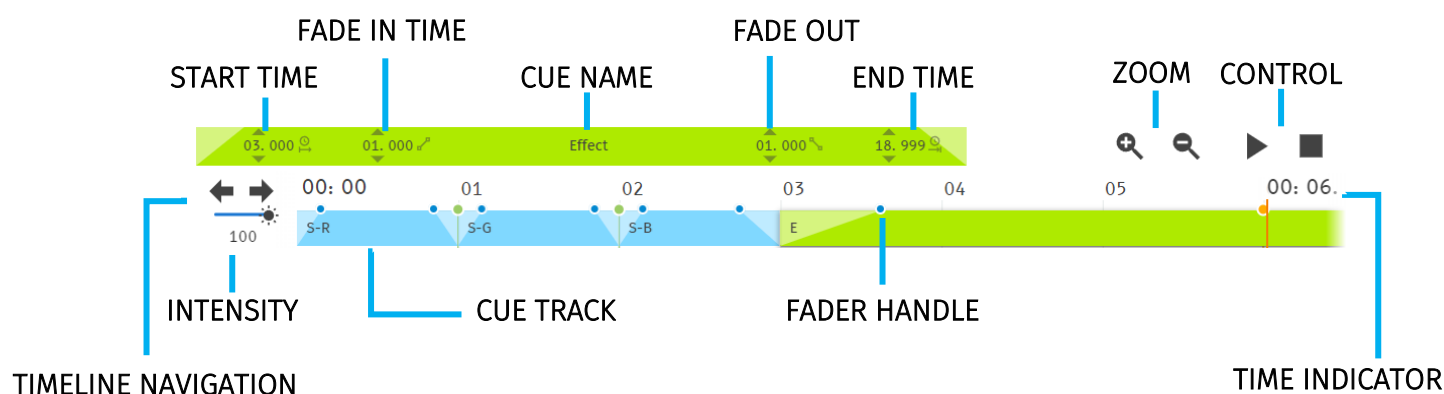 FADE IN TIME
FADE OUT
START TIME
CUE NAME
END TIME
ZOOM
CONTROL
03. 000
01. 000
Effect
01. 000
18. 999
00: 00
01
02
03
04
05
00: 06.
100
S-R
S-G
S-B
E
INTENSITY
CUE TRACK
FADER HANDLE
TIMELINE NAVIGATION
TIME INDICATOR